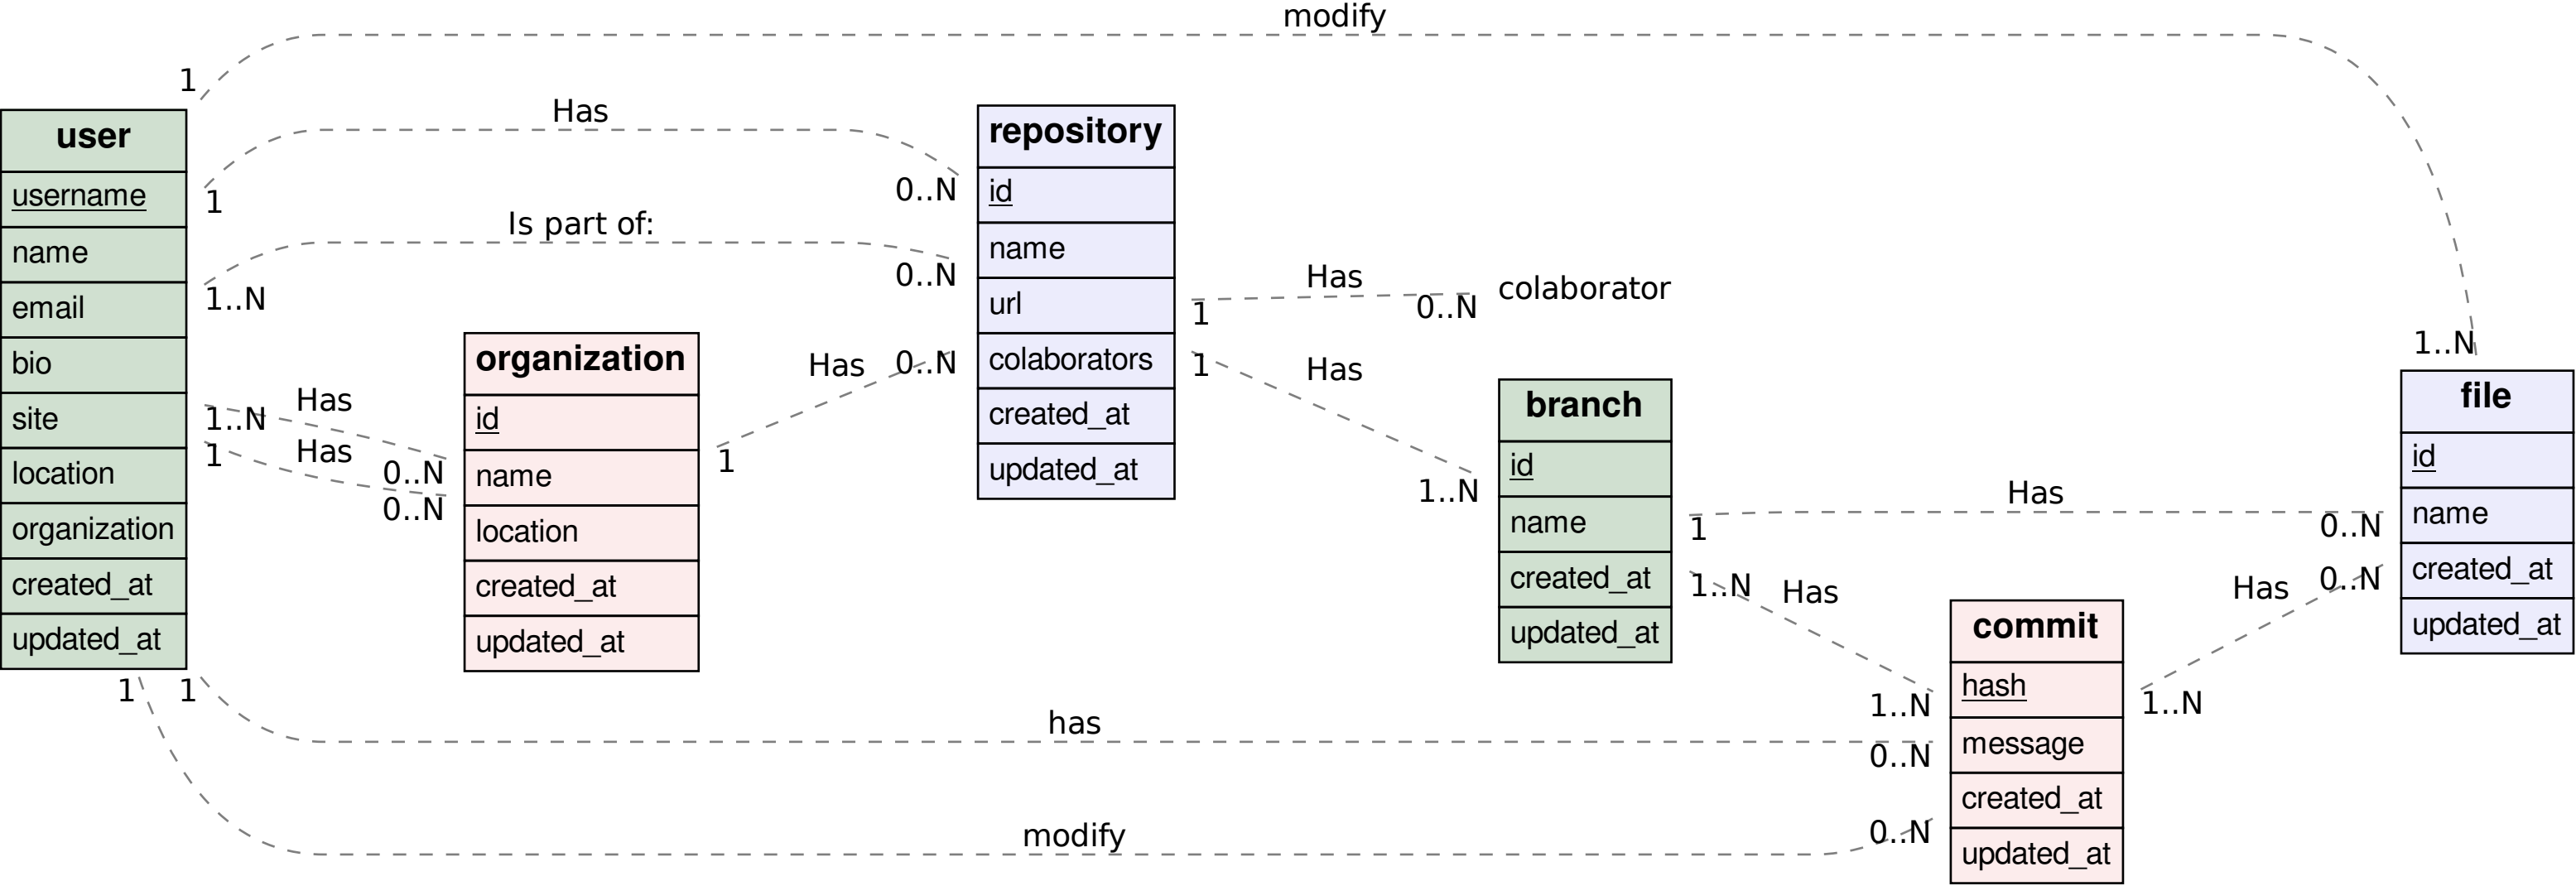 modify
1
1..N
Has
1
0..N
Is part of:
1..N
0..N
user
username
name
email
bio
site
location
organization
created_at
updated_at
Has
1..N
0..N
Has
1
0..N
organization
id
name
location
created_at
updated_at
Has
1
0..N
repository
id
name
url
colaborators
created_at
updated_at
Has
1
0..N
colaborator
Has
1
1..N
branch
id
name
created_at
updated_at
Has
1
0..N
Has
1..N
1..N
commit
hash
message
created_at
updated_at
Has
1..N
0..N
file
id
name
created_at
updated_at
1
1
has
0..N
modify
0..N